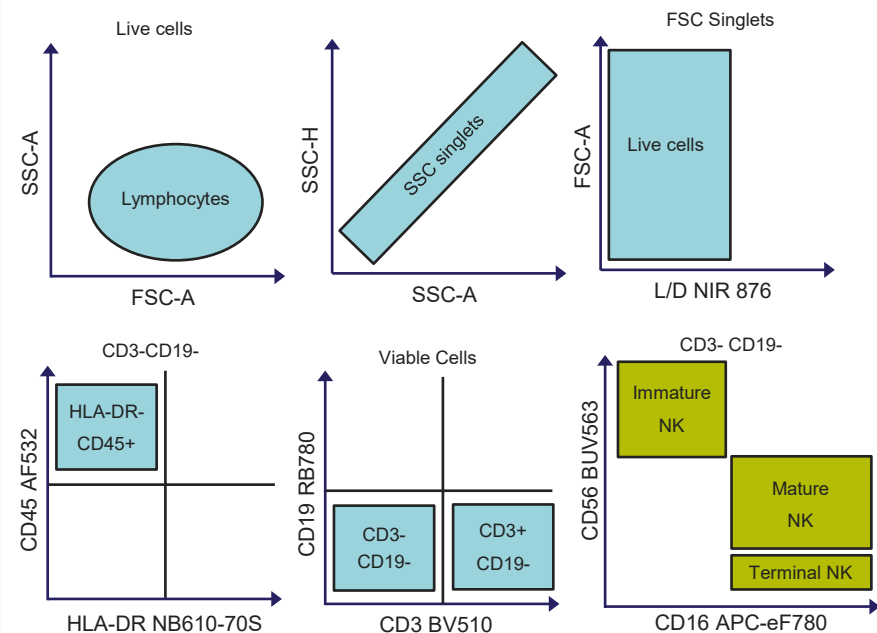 Live cells
SSC-A
Lymphocytes
FSC-A
SSC-H
SSC singlets
SSC-A
FSC Singlets
FSC-A
Live cells
L/D NIR 876
CD3-CD19-
CD45 AF532
HLA-DR-
CD45+
HLA-DR NB610-70S
Viable Cells
CD19 RB780
CD3-
CD19-
CD3+
CD19-
CD3 BV510
CD3- CD19-
CD56 BUV563
Immature
NK
Mature
NK
Terminal NK
CD16 APC-eF780